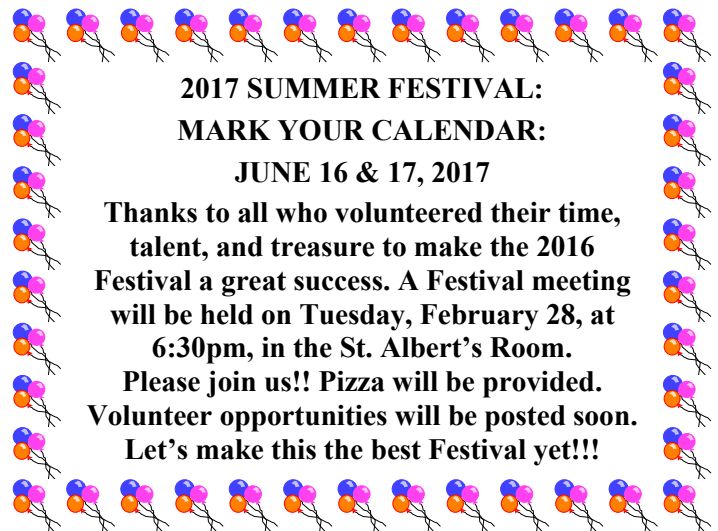 2017 SUMMER FESTIVAL:
MARK YOUR CALENDAR:
JUNE 16 & 17, 2017
Thanks to all who volunteered their time,
talent, and treasure to make the 2016
Festival a great success. A Festival meeting
will be held on Tuesday, February 28, at
6:30pm, in the St. Albert’s Room.
Please join us!! Pizza will be provided.
Volunteer opportunities will be posted soon.
Let’s make this the best Festival yet!!!